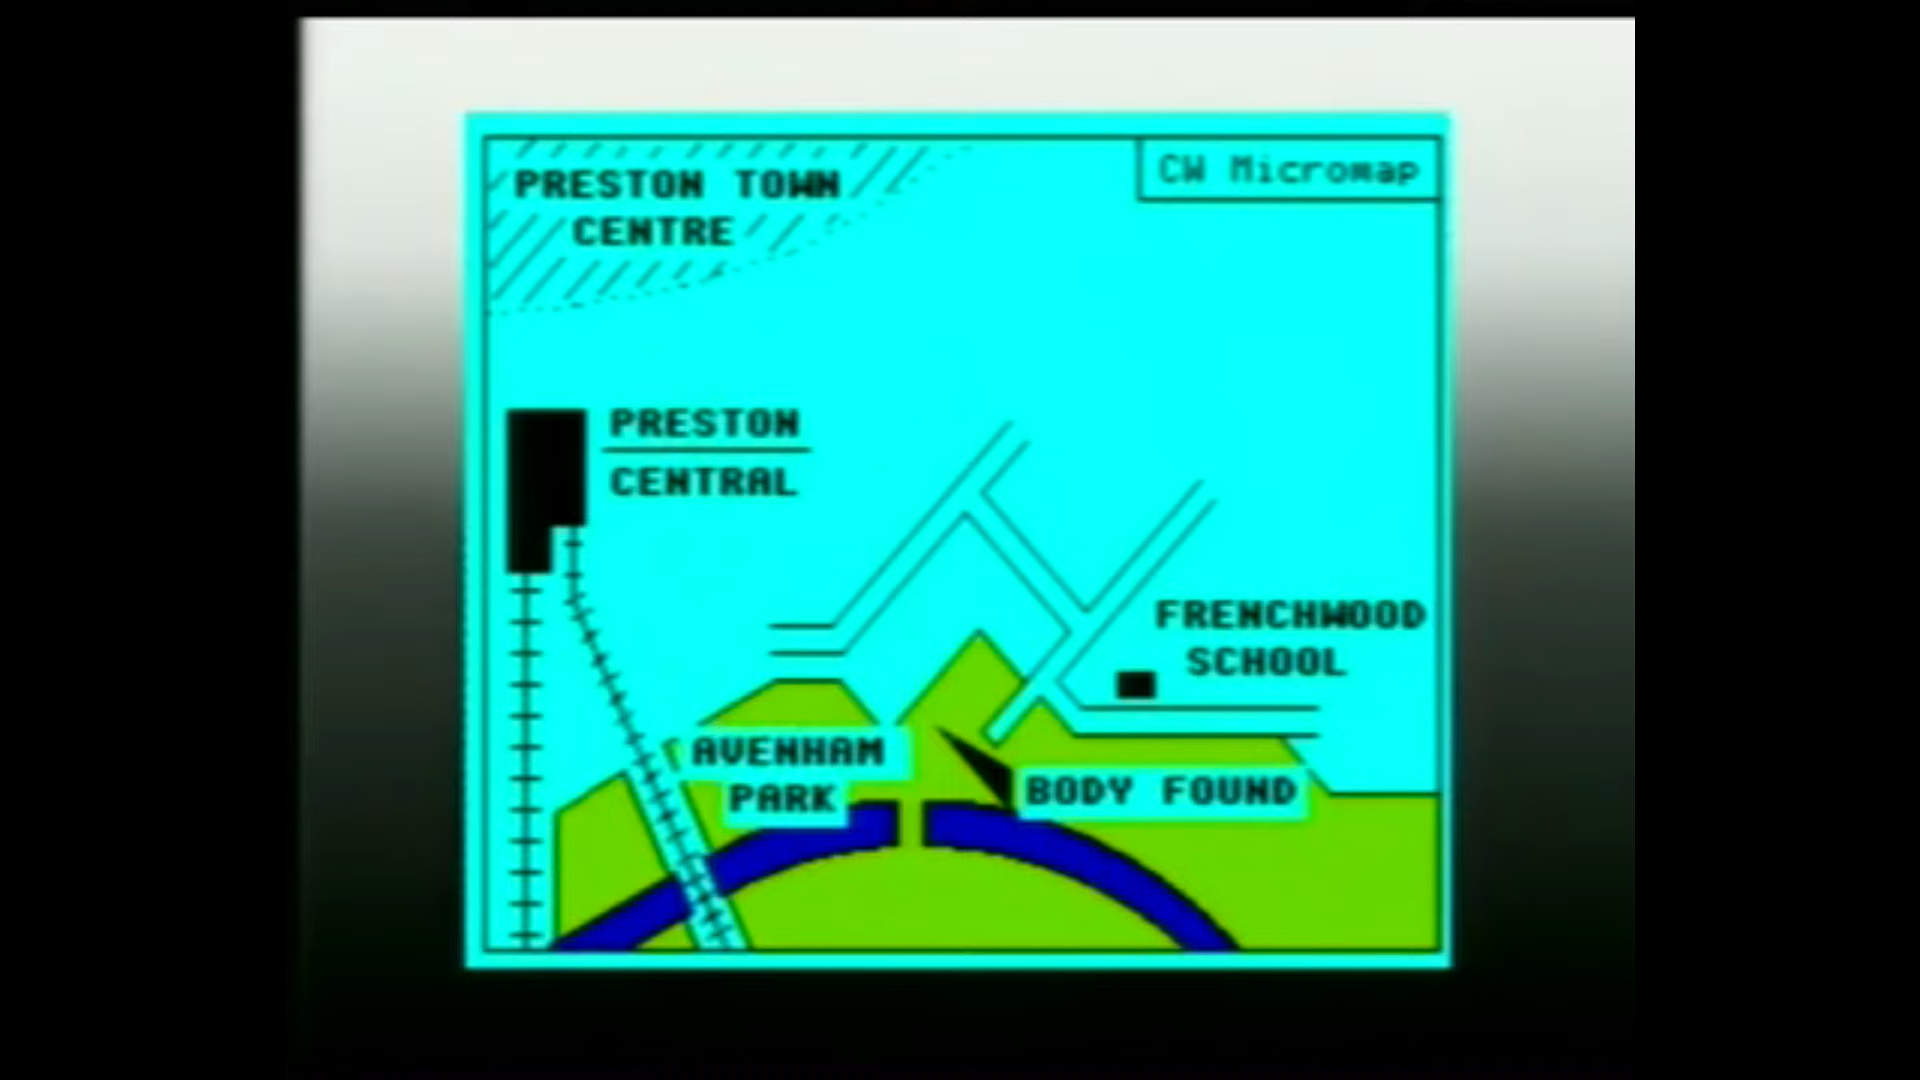 PRESTON TOWN
CENTRE
CW Micromap
PRESTON
CENTRAL
FRENCHWOOD
SCHOOL
AVENHAM
PARK
BODY FOUND